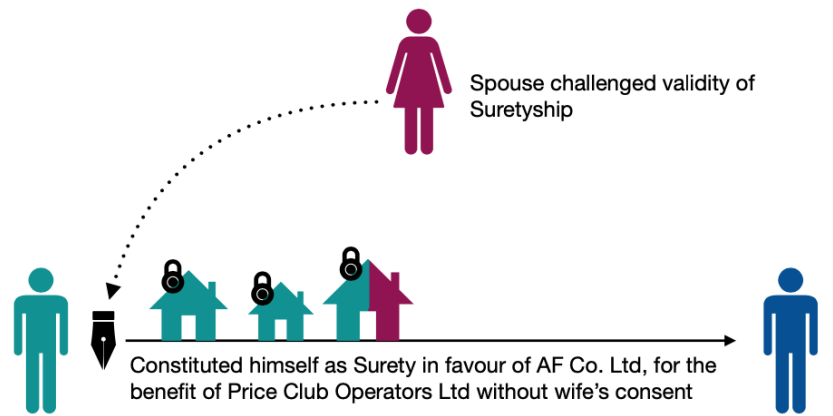 Spouse challenged validity of
Suretyship
Constituted himself as Surety in favour of AF Co. Ltd, for the
benefit of Price Club Operators Ltd without wife's consent